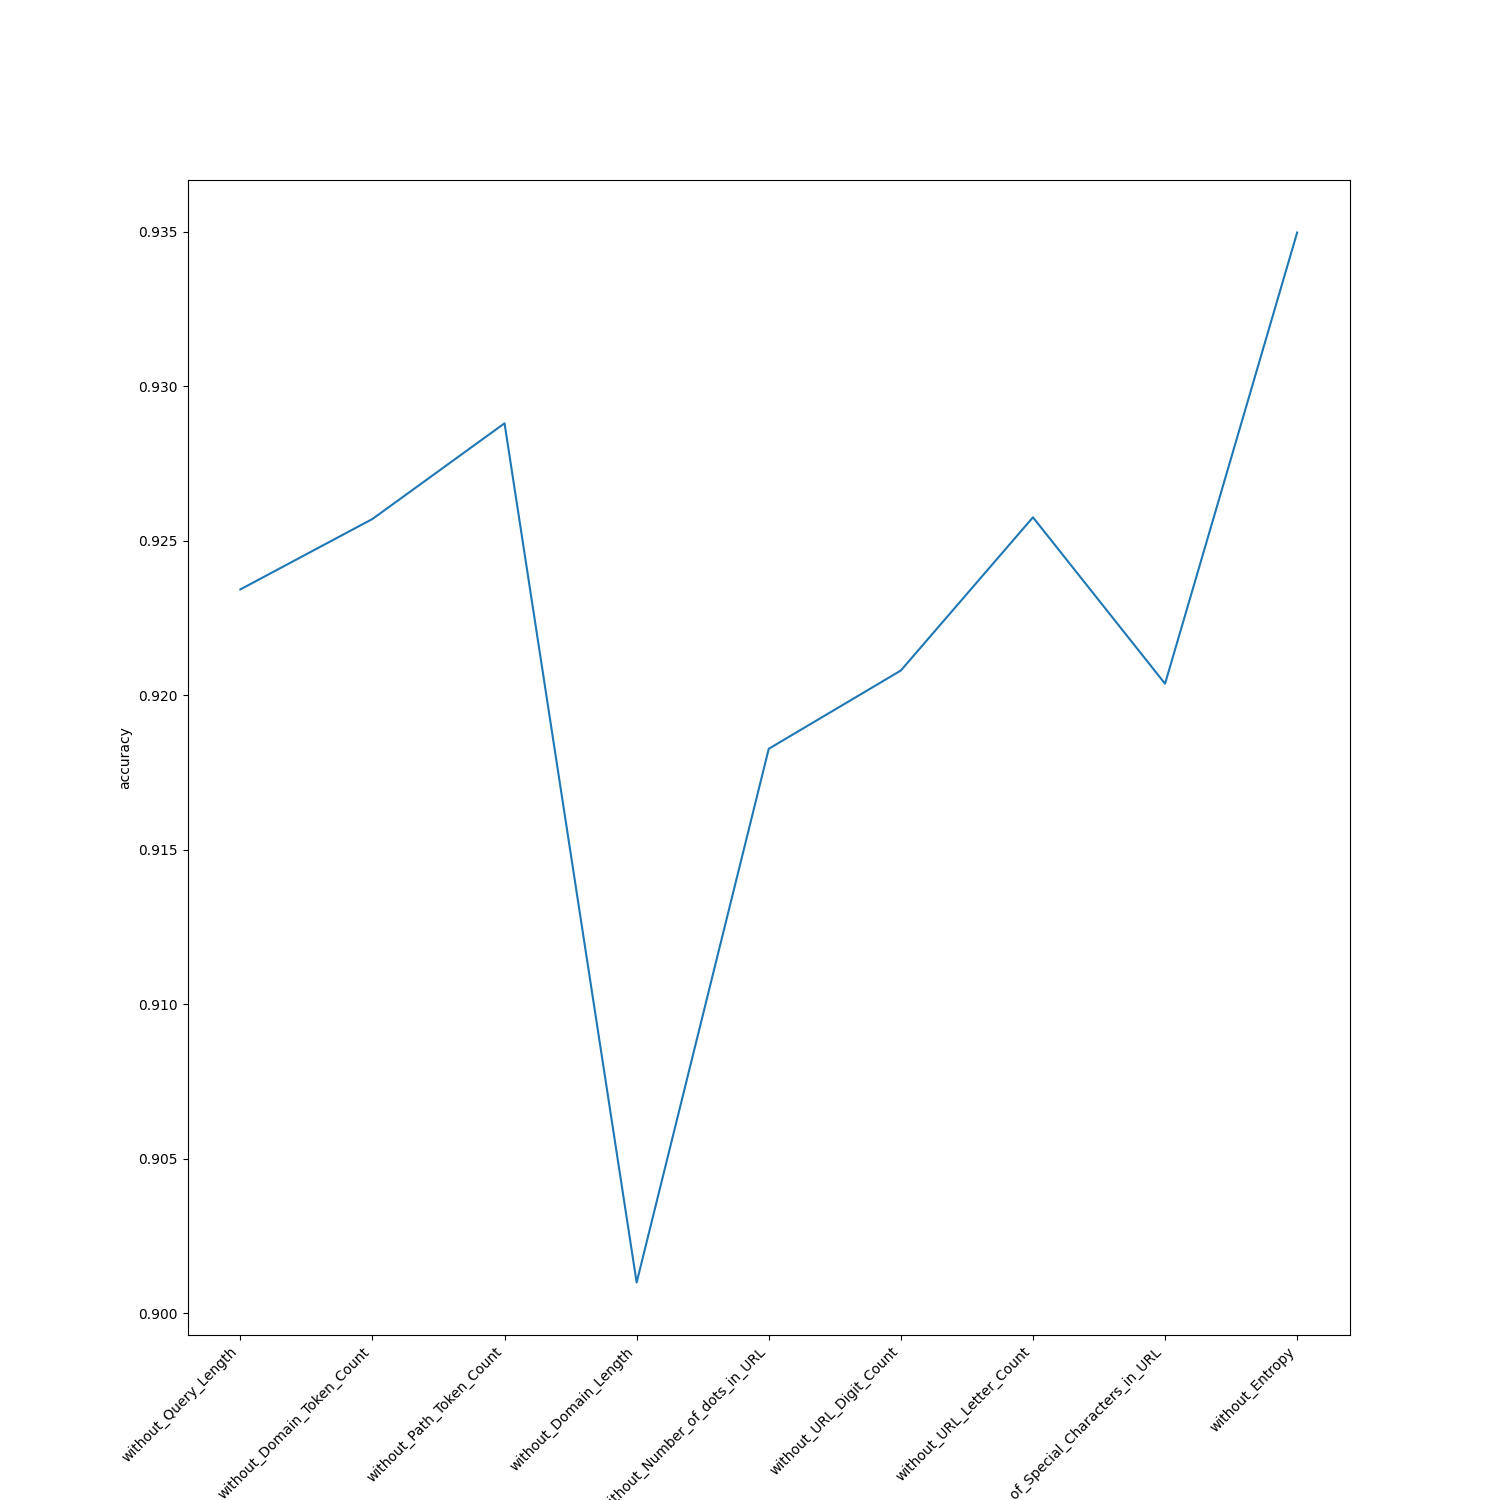 0.935
0.930
0.925
0.920
0.915
0.910
0.905
0.900
accuracy
without_Query_Length
without_Domain_Token_Count
without_Path_Token_Count
without_Domain_Length
ithout_Number_of_dots_in_URL
without_URL_Digit_Count
without_URL_Letter_Count
of_Special_Characters_in_URL
without_Entropy